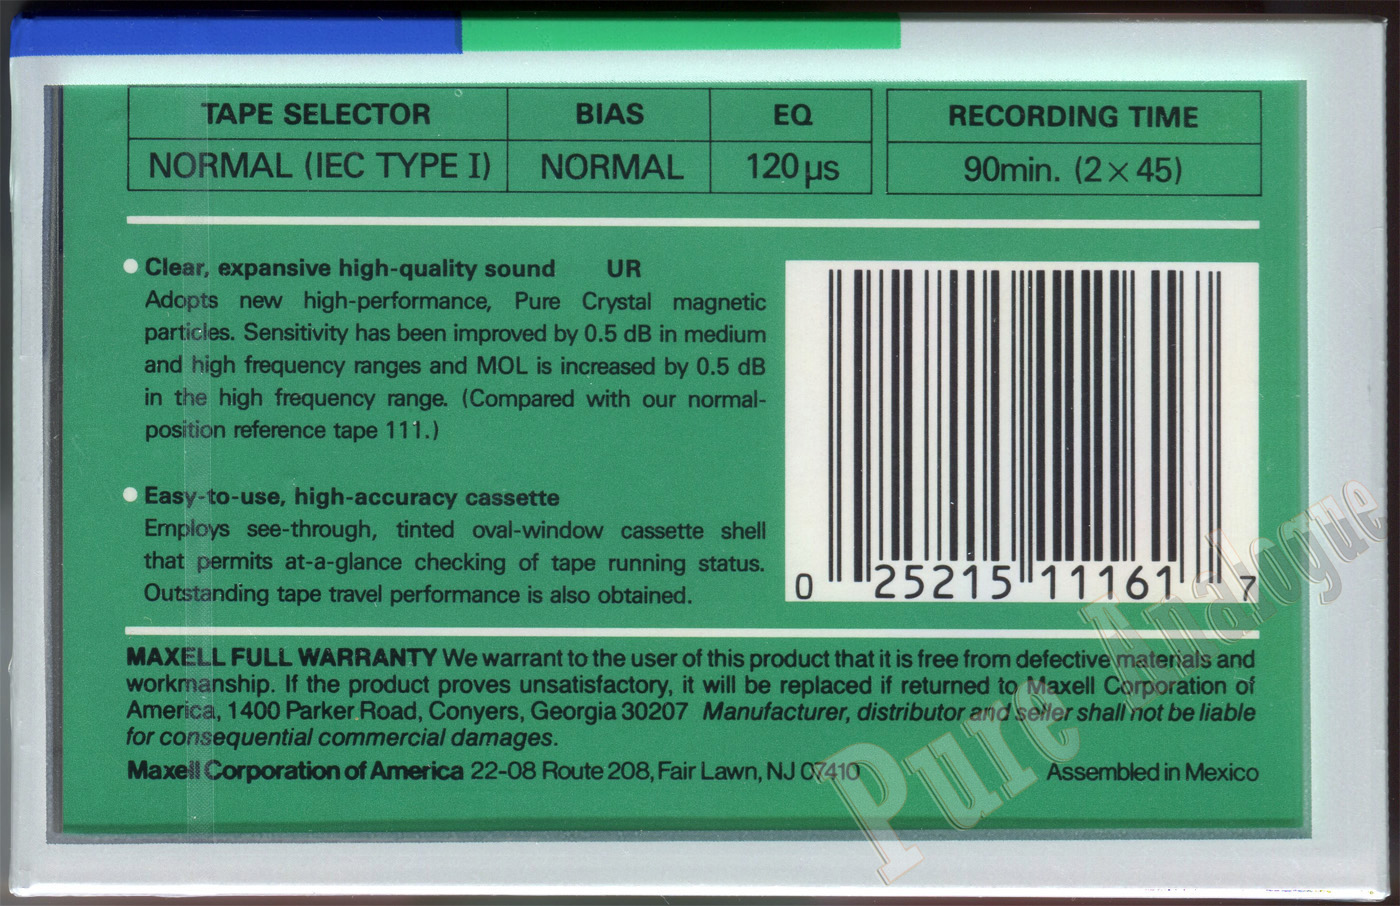 TAPE SELECTOR BIAS EQ RECORDING TIME
NORMAL (IEC TYPE I) NORMAL 120µs 90min. (2 × 45)
• Clear, expansive high-quality sound UR
Adopts new high-performance, Pure Crystal magnetic
particles. Sensitivity has been improved by 0.5 dB in medium
and high frequency ranges and MOL is increased by 0.5 dB
in the high frequency range. (Compared with our normal-
position reference tape 111.)
• Easy-to-use, high-accuracy cassette
Employs see-through, tinted oval-window cassette shell
that permits at-a-glance checking of tape running status.
Outstanding tape travel performance is also obtained.
0 25215 11161 7
MAXELL FULL WARRANTY We warrant to the user of this product that it is free from defective materials and
workmanship. If the product proves unsatisfactory, it will be replaced if returned to Maxell Corporation of
America, 1400 Parker Road, Conyers, Georgia 30207 Manufacturer, distributor and seller shall not be liable
for consequential commercial damages.
Maxell Corporation of America 22-08 Route 208, Fair Lawn, NJ 07410 Assembled in Mexico
Pure Analogue